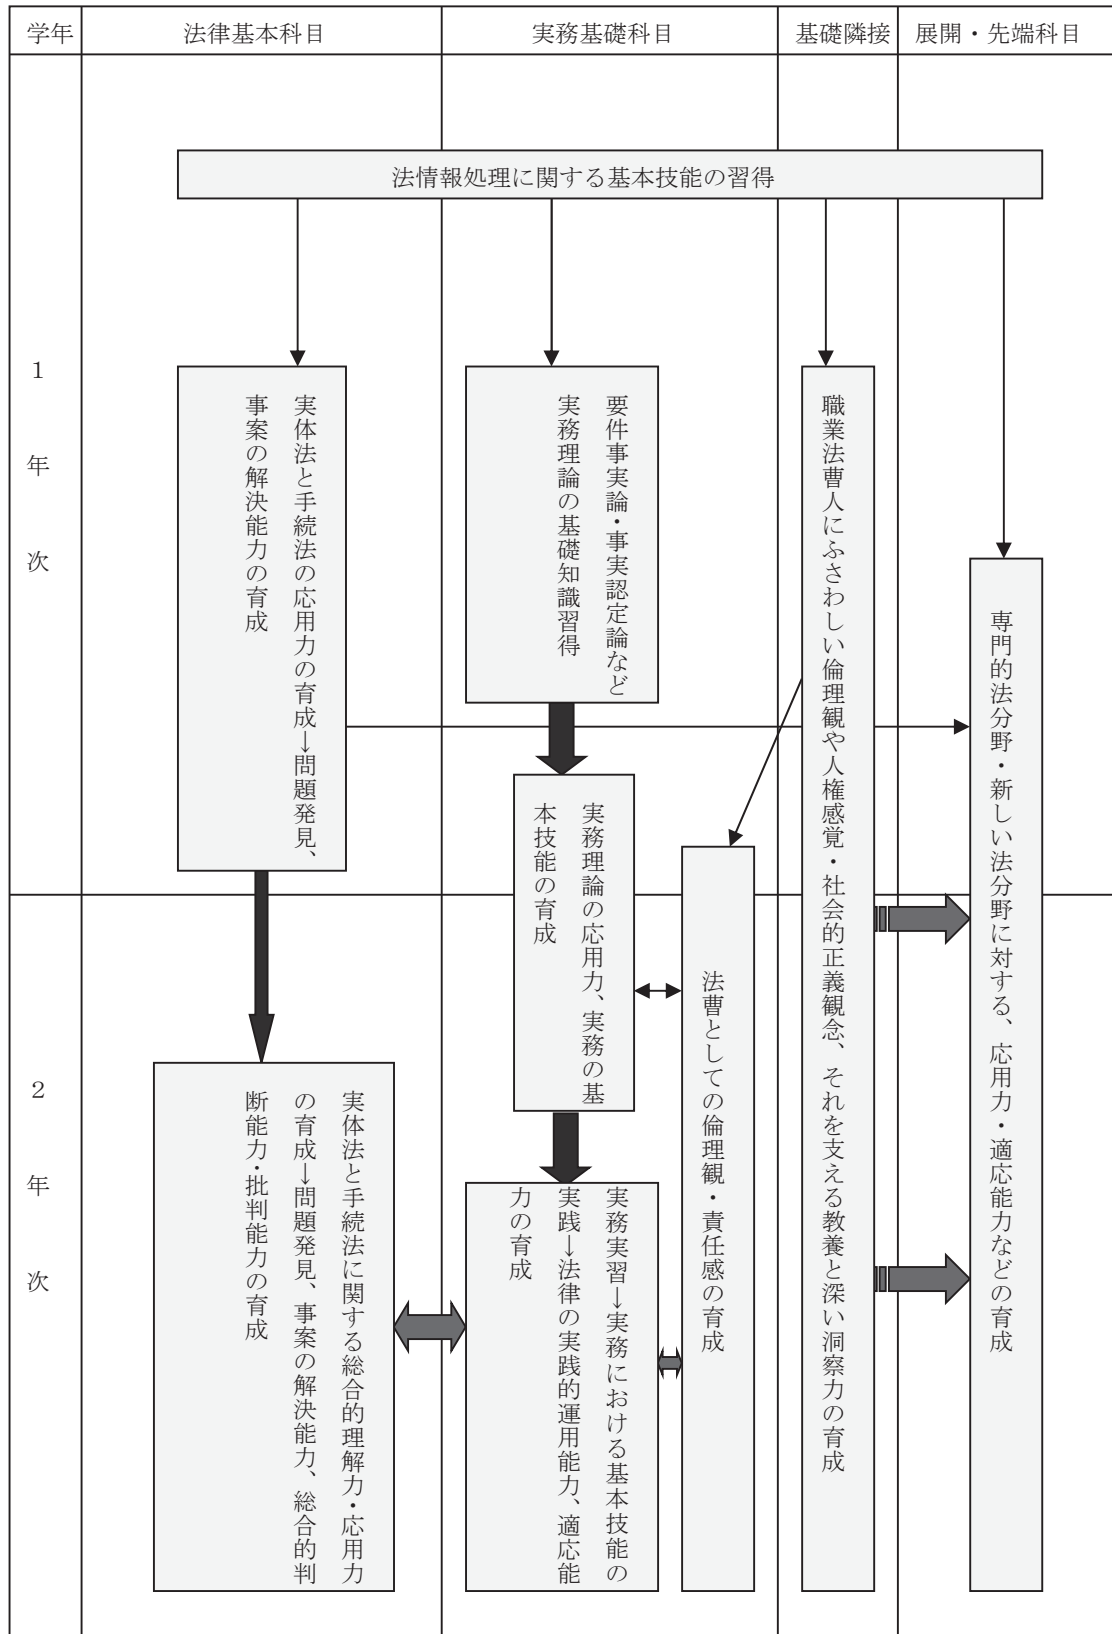 学年
法律基本科目
実務基礎科目
基礎隣接
展開・先端科目
法情報処理に関する基本技能の習得
1年次
実体法と手続法の応用力の育成→問題発見、
事案の解決能力の育成
要件事実論・事実認定論など
実務理論の基礎知識習得
職業法曹人にふさわしい倫理観や人権感覚・社会的正義観念、それを支える教養と深い洞察力の育成
専門的法分野・新しい法分野に対する、応用力・適応能力などの育成
実務理論の応用力、実務の基
本技能の育成
法曹としての倫理観・責任感の育成
2年次
実体法と手続法に関する総合的理解力・応用力
の育成→問題発見、事案の解決能力、総合的判
断能力・批判能力の育成
実務実習→実務における基本技能の
実践→法律の実践的運用能力、適応能
力の育成